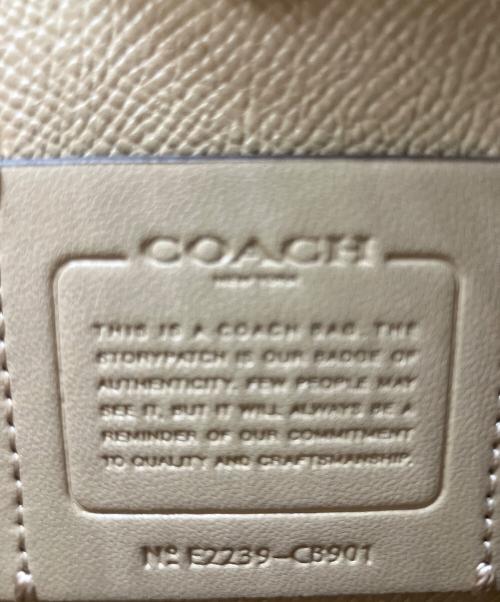 COACH
NEW YORK
THIS IS A COACH BAG. THE
STORYPATCH IS OUR BADGE OF
AUTHENTICITY. FEW PEOPLE MAY
SEE IT, BUT IT WILL ALWAYS BE A
REMINDER OF OUR COMMITMENT
TO QUALITY AND CRAFTSMANSHIP.
Nº F2239-CB901